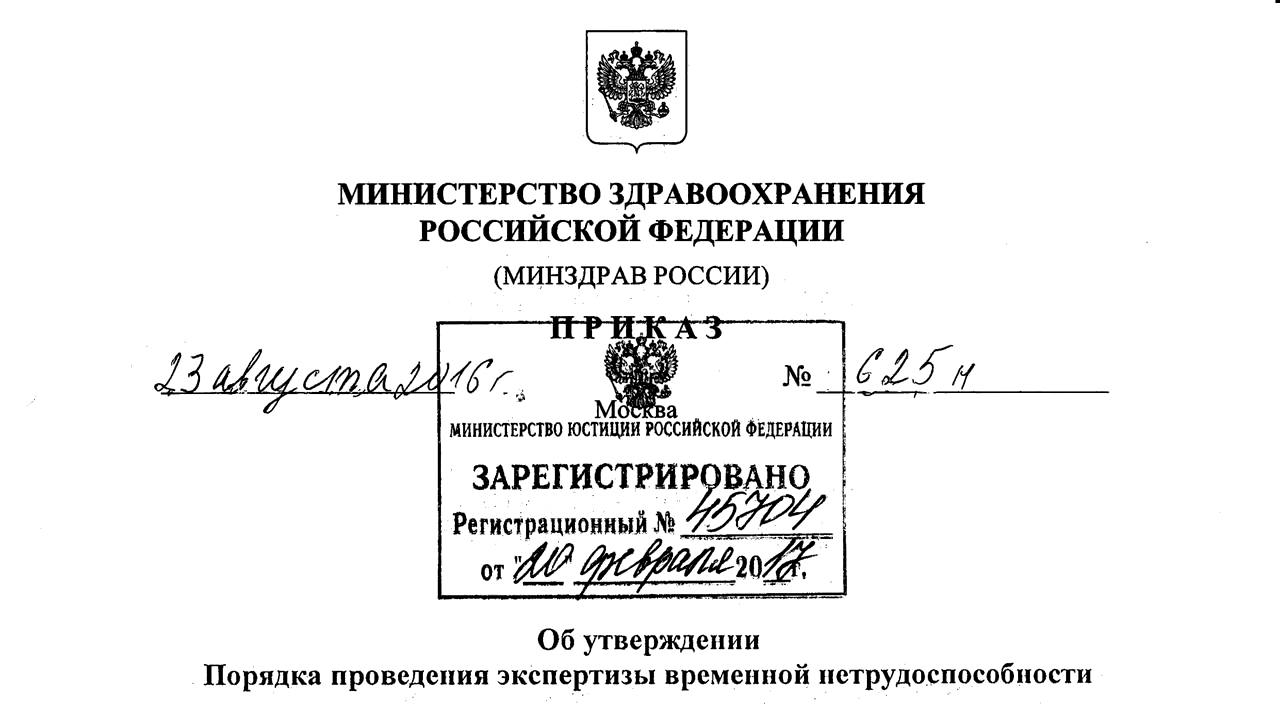 МИНИСТЕРСТВО ЗДРАВООХРАНЕНИЯ
РОССИЙСКОЙ ФЕДЕРАЦИИ
(МИНЗДРАВ РОССИИ)
П Р И К А З
23 августа 2016 г. № 625н
Москва
МИНИСТЕРСТВО ЮСТИЦИИ РОССИЙСКОЙ ФЕДЕРАЦИИ
ЗАРЕГИСТРИРОВАНО
Регистрационный № 45704
от "20" февраля 2017 г.
Об утверждении
Порядка проведения экспертизы временной нетрудоспособности